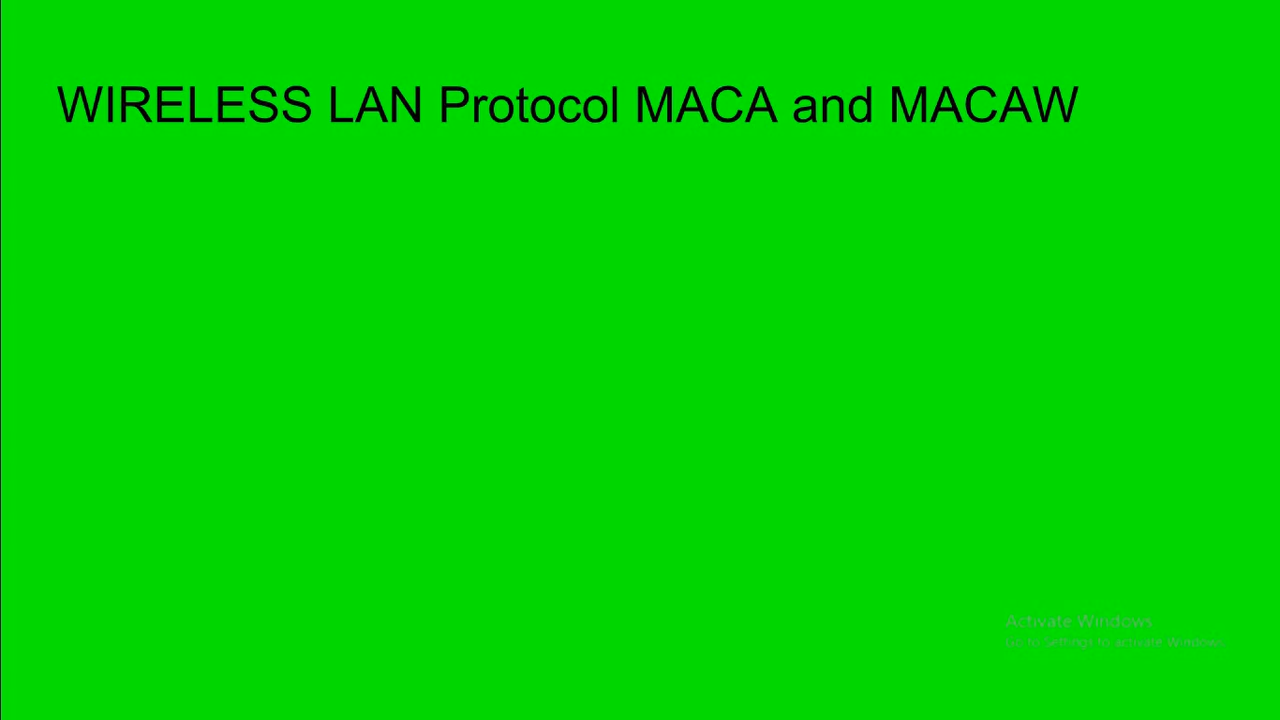 WIRELESS LAN Protocol MACA and MACAW
Activate Windows
Go to Settings to activate Windows.